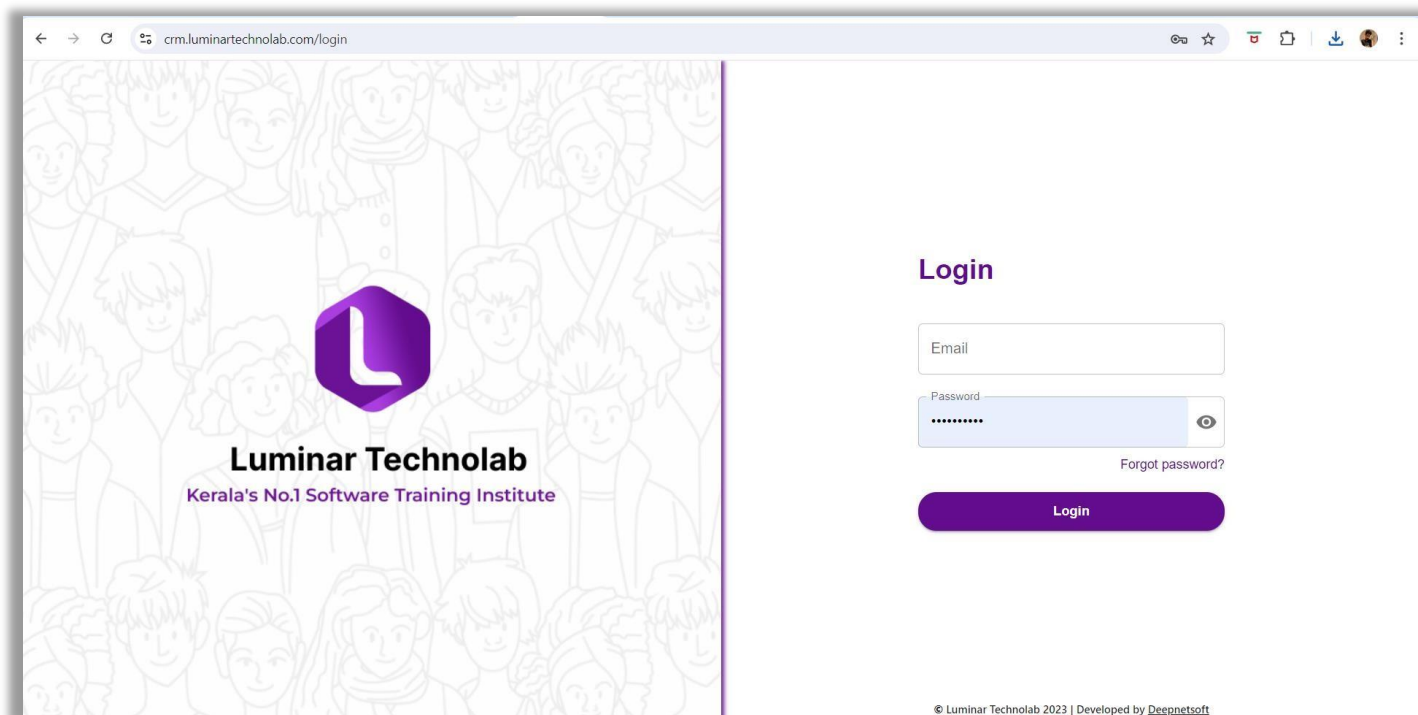 crm.luminartechnolab.com/login
Luminar Technolab
Kerala's No.1 Software Training Institute
Login
Email
Password
••••••••••
Forgot password?
Login
© Luminar Technolab 2023 | Developed by Deepnetsoft